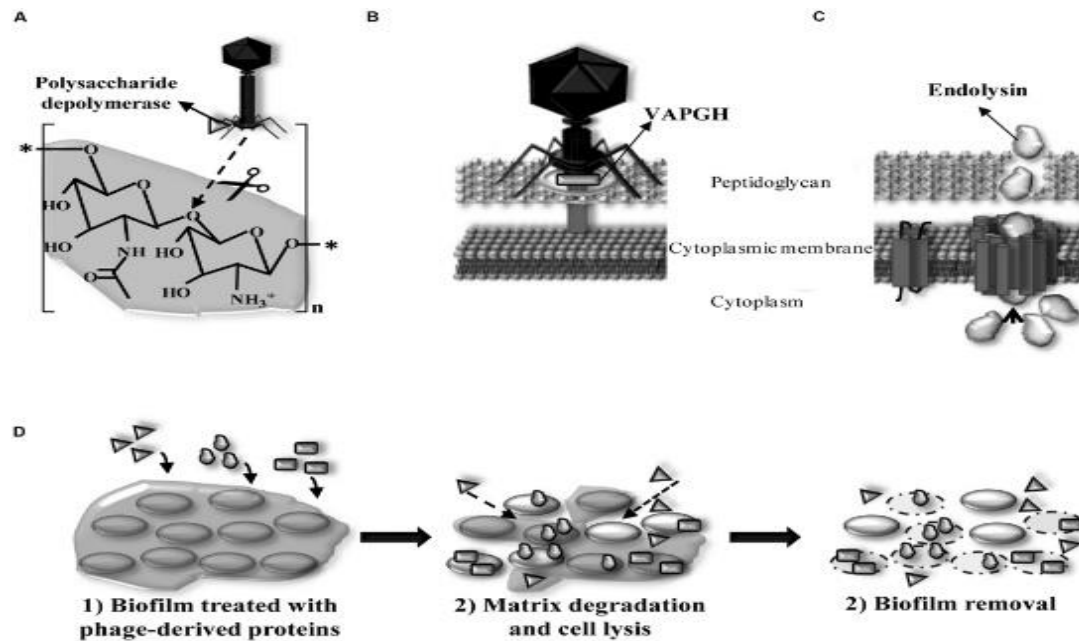 A
B
C
Polysaccharide
depolymerase
VAPGH
Endolysin
Peptidoglycan
Cytoplasmic membrane
Cytoplasm
*
O
O
O
HO
HO
NH
O
O
HO
O
HO
NH₃⁺
O
*
n
D
1) Biofilm treated with
phage-derived proteins
2) Matrix degradation
and cell lysis
2) Biofilm removal